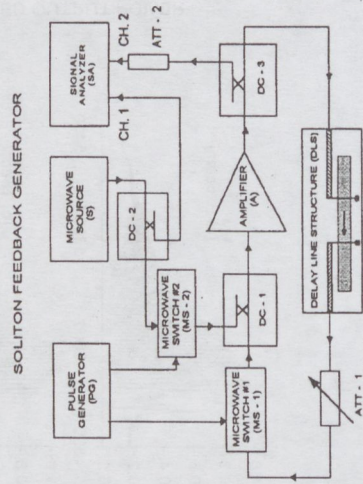 SOLITON FEEDBACK GENERATOR
PULSE
GENERATOR
(PG)
MICROWAVE
SOURCE
(S)
SIGNAL
ANALYZER
(SA)
CH. 1
CH. 2
ATT - 2
DC - 2
MICROWAVE
SWITCH #2
(MS - 2)
MICROWAVE
SWITCH #1
(MS - 1)
DC - 1
AMPLIFIER
(A)
DC - 3
DELAY LINE STRUCTURE (DLS)
ATT - 1